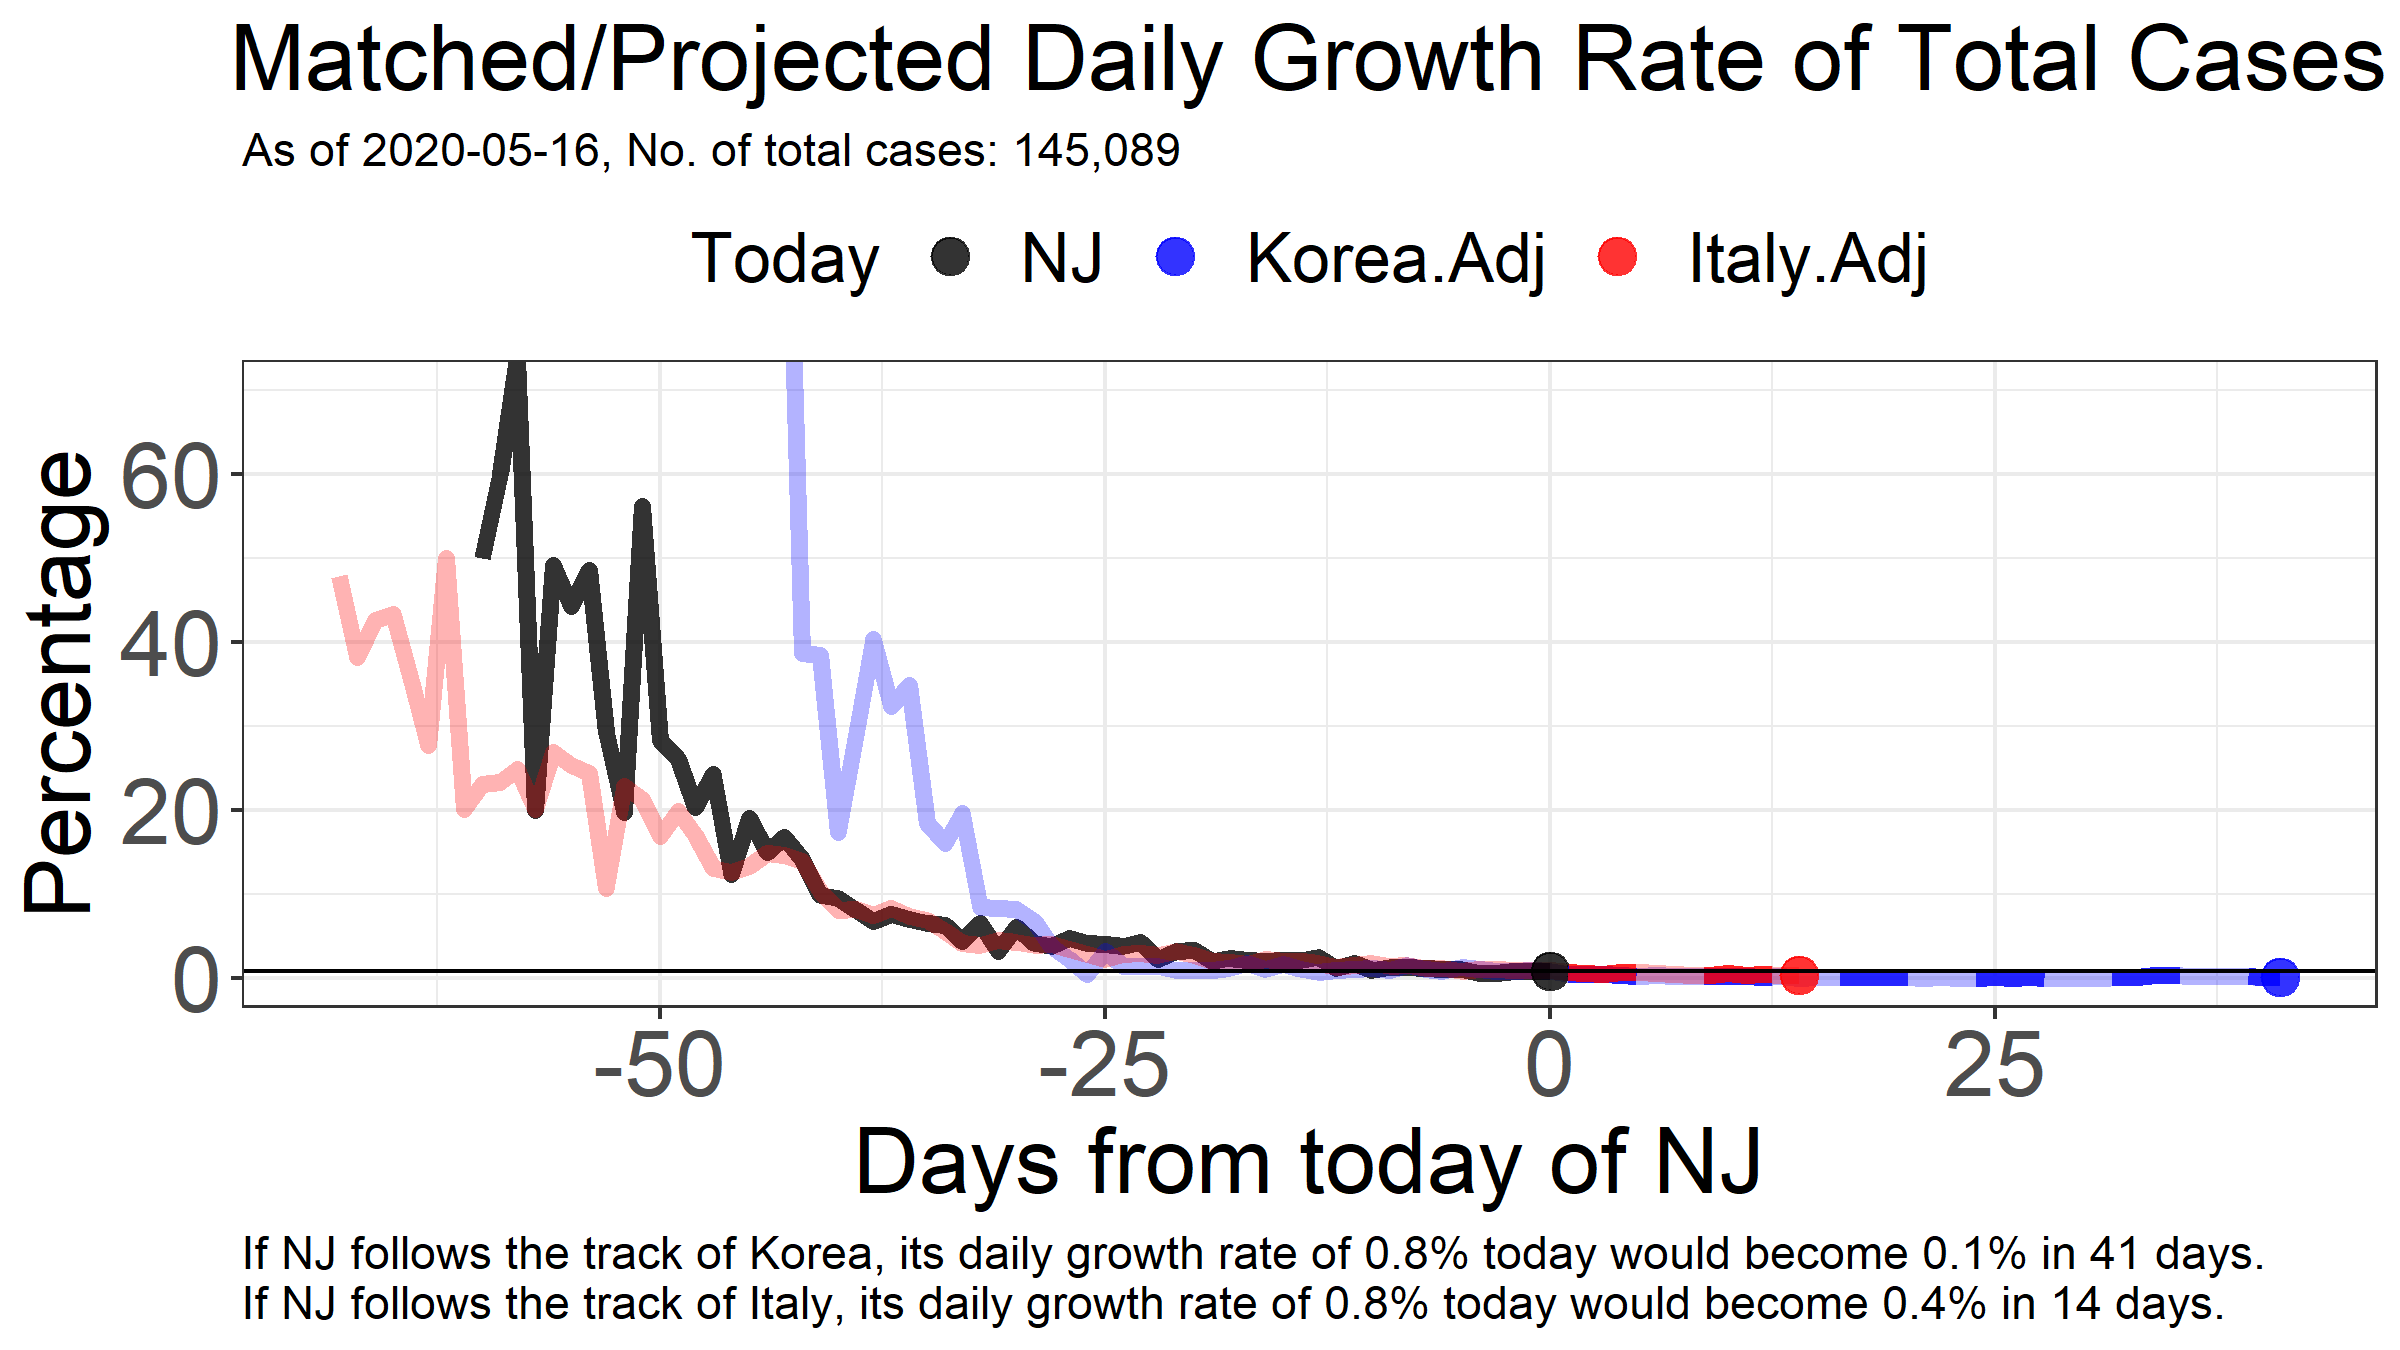 Matched/Projected Daily Growth Rate of Total Cases
As of 2020-05-16, No. of total cases: 145,089
Today NJ Korea.Adj Italy.Adj
Percentage
60
40
20
0
-50 -25 0 25
Days from today of NJ
If NJ follows the track of Korea, its daily growth rate of 0.8% today would become 0.1% in 41 days.
If NJ follows the track of Italy, its daily growth rate of 0.8% today would become 0.4% in 14 days.